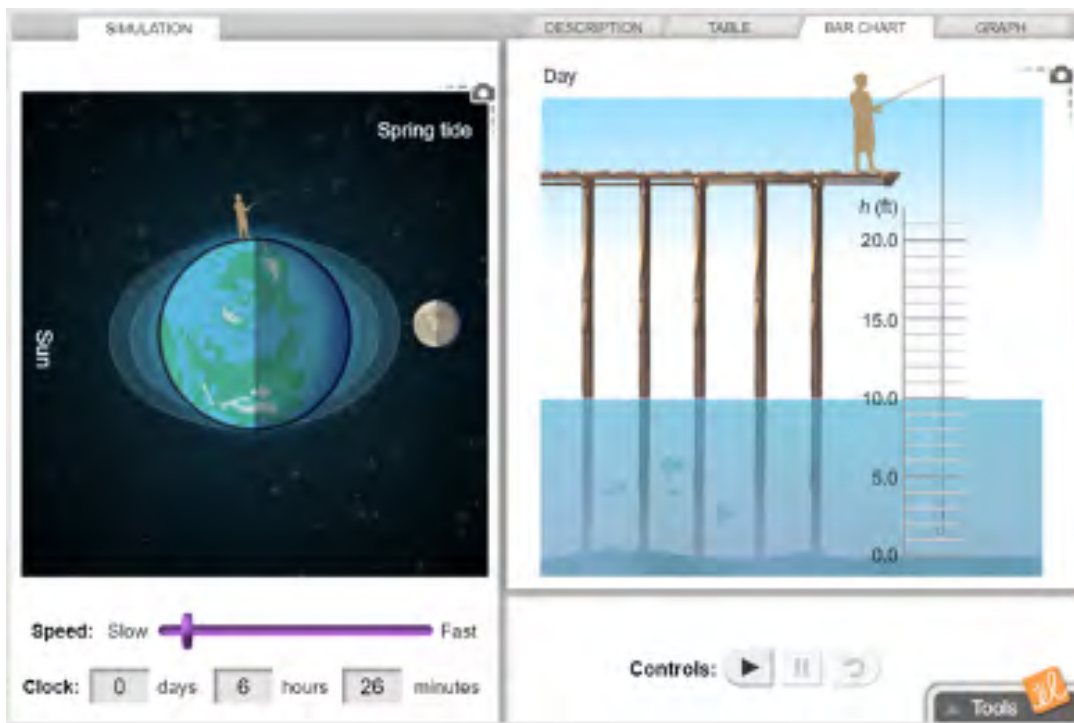 SIMULATION
DESCRIPTION TABLE BAR CHART GRAPH
Spring tide
Sun
Day
h (ft)
20.0
15.0
10.0
5.0
0.0
Speed: Slow Fast
Clock: 0 days 6 hours 26 minutes
Controls:
Tools